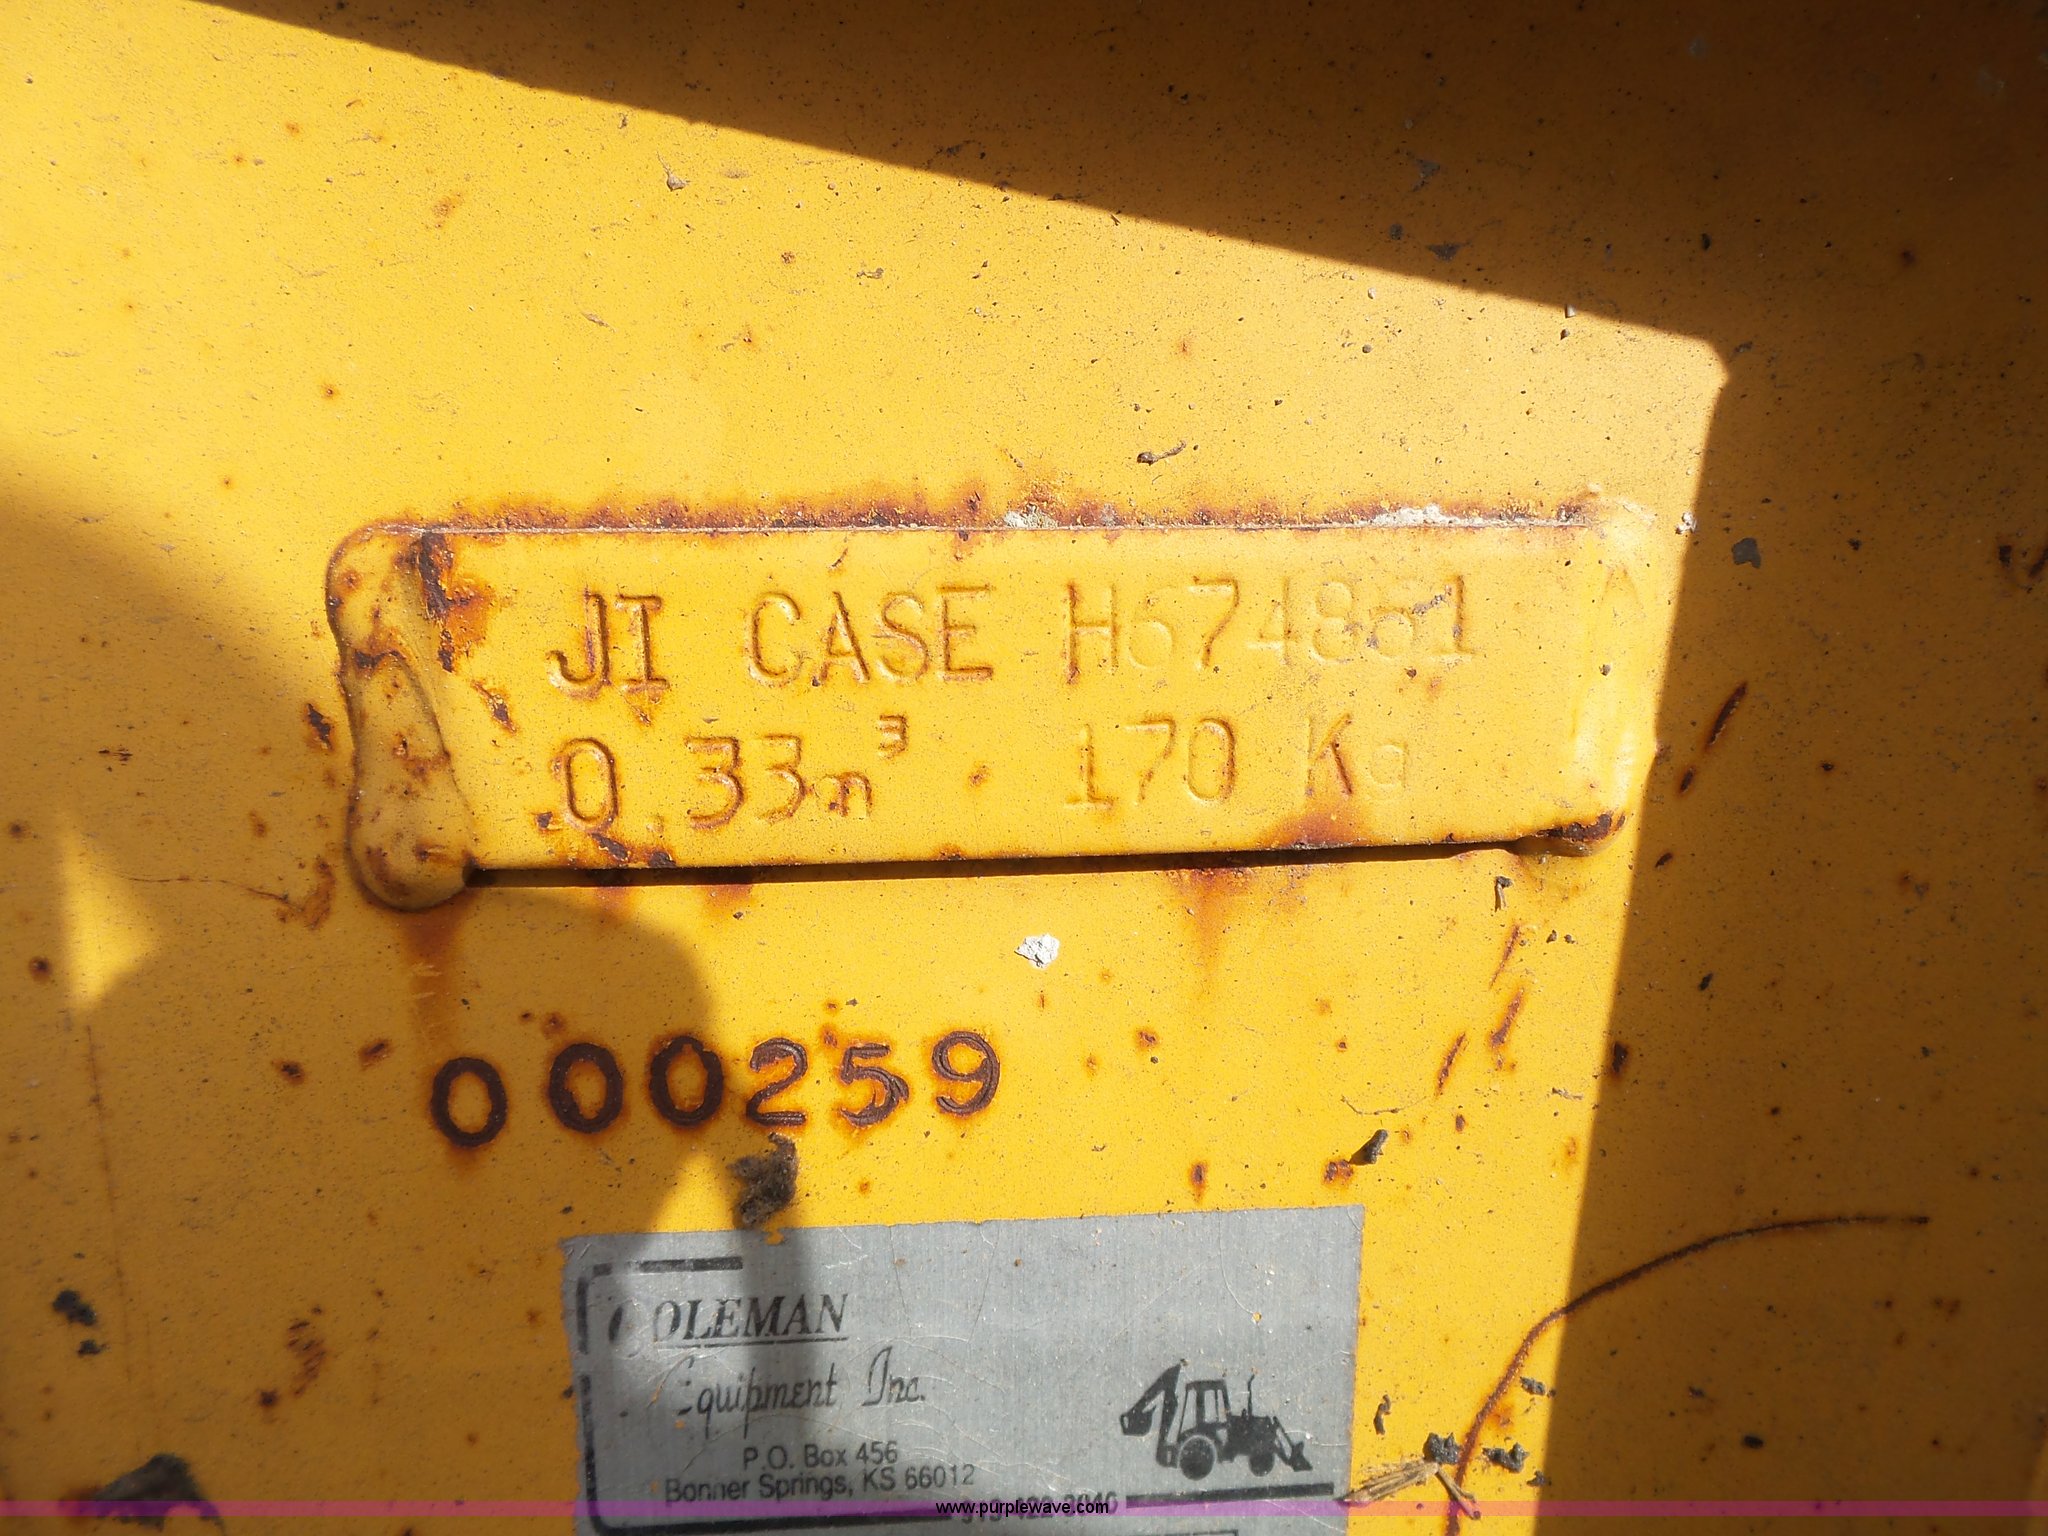 JI CASE H674861
0.33m³ 170 Kg
000259
COLEMAN
Equipment Inc.
P.O. Box 456
Bonner Springs, KS 66012
www.purplewave.com